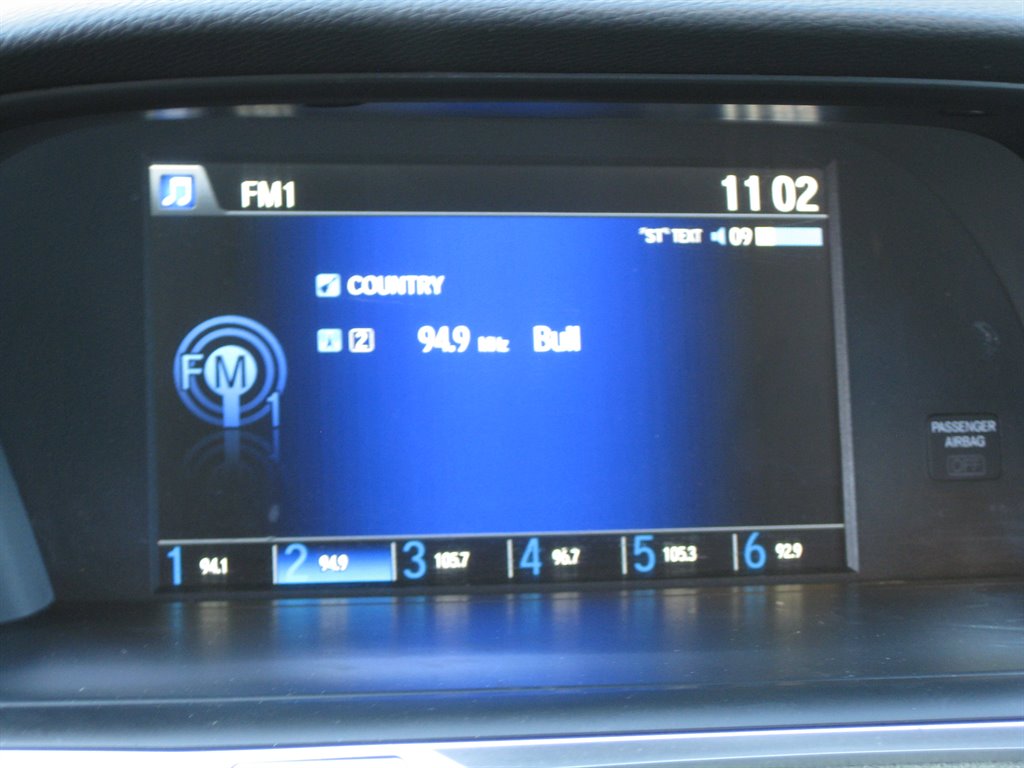 FM1 11 02
"ST" TEXT 09
COUNTRY
2 94.9 MHz Bull
FM 1
PASSENGER
AIRBAG
OFF
1 94.1 2 94.9 3 105.7 4 96.7 5 105.3 6 92.9